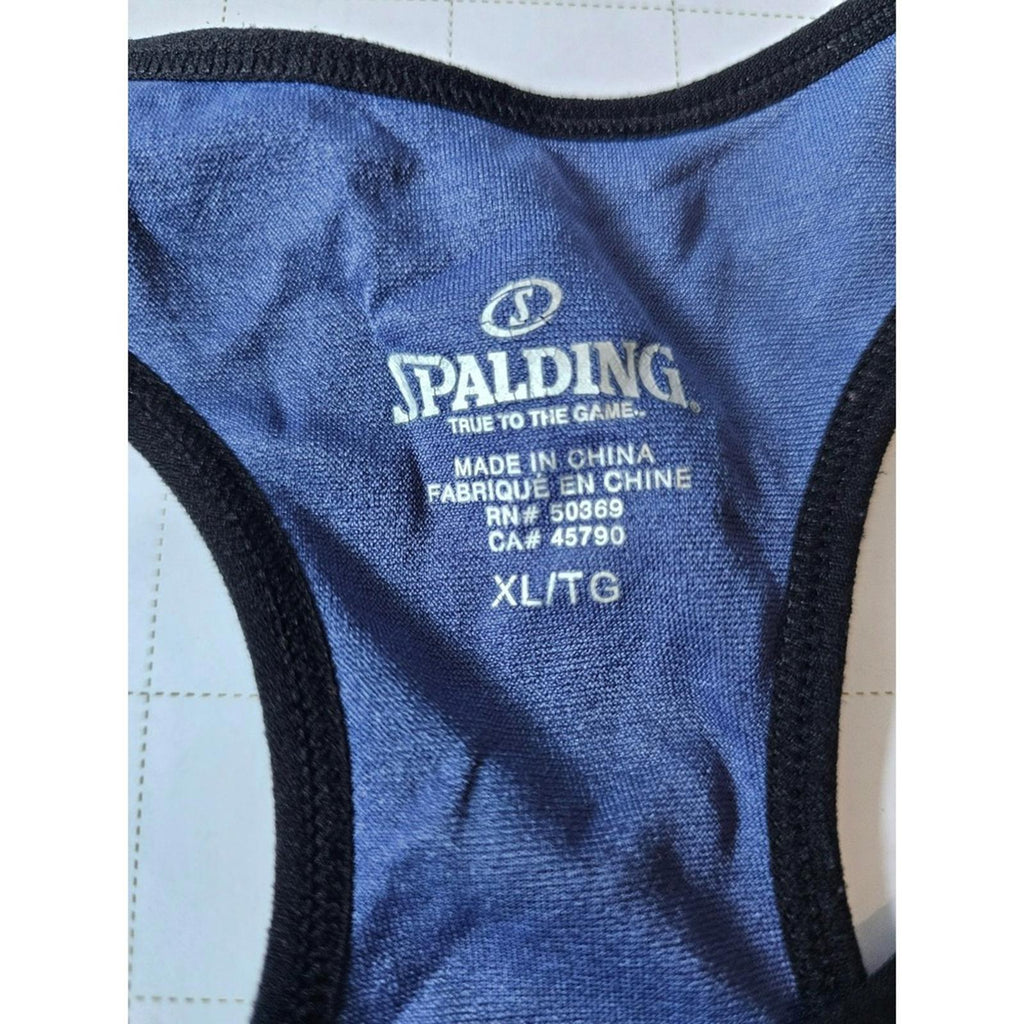 S
SPALDING®
TRUE TO THE GAME..
MADE IN CHINA
FABRIQUÉ EN CHINE
RN# 50369
CA# 45790
XL/TG